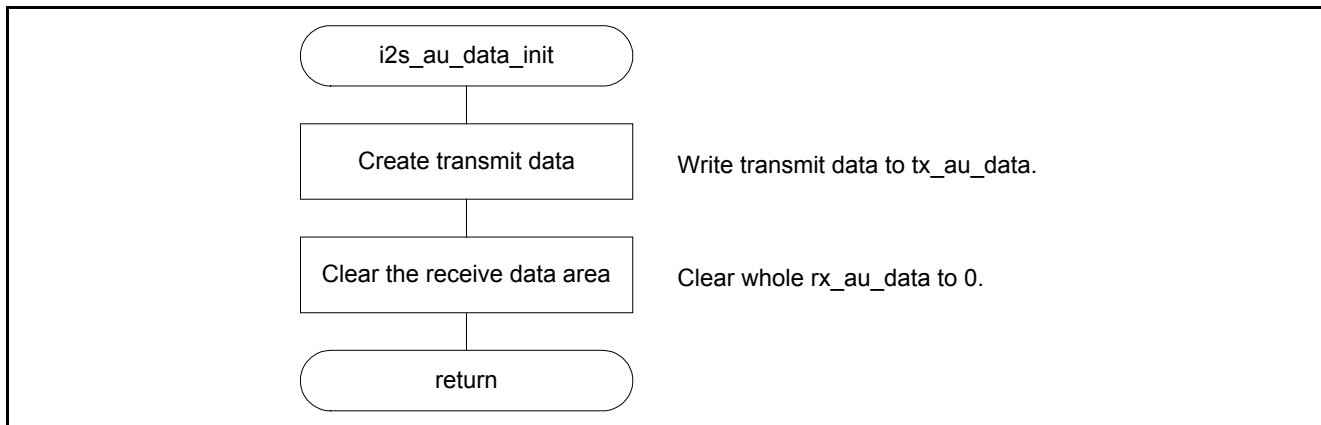 i2s_au_data_init
Create transmit data
Write transmit data to tx_au_data.
Clear the receive data area
Clear whole rx_au_data to 0.
return